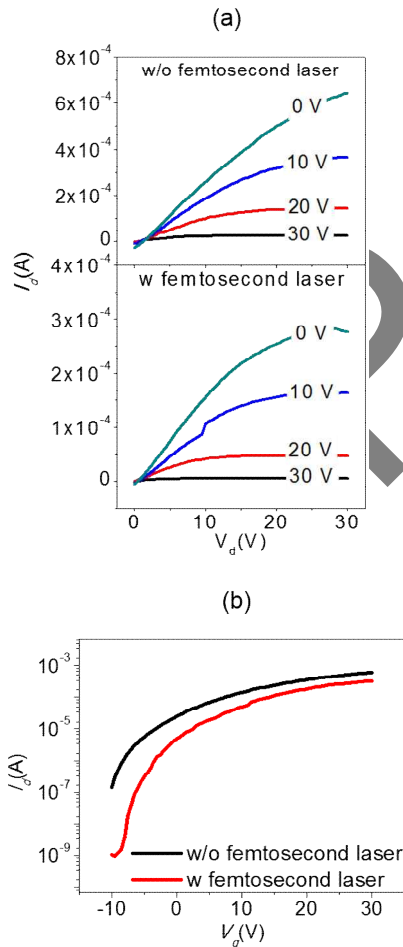 (a)
8x10⁻⁴
w/o femtosecond laser
6x10⁻⁴
0 V
4x10⁻⁴
10 V
2x10⁻⁴
20 V
0
30 V
4x10⁻⁴
w femtosecond laser
3x10⁻⁴
0 V
2x10⁻⁴
10 V
1x10⁻⁴
20 V
0
30 V
I_d(A)
0 10 20 30
V_d(V)
(b)
10⁻³
10⁻⁵
10⁻⁷
10⁻⁹
I_d(A)
w/o femtosecond laser
w femtosecond laser
-10 0 10 20 30
V_g(V)